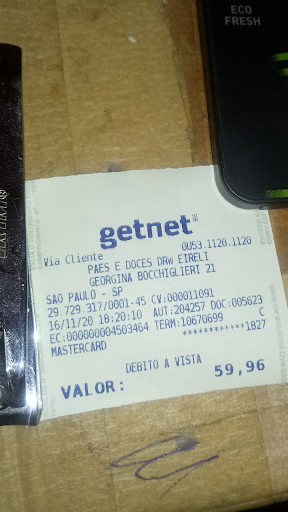 ECO
FRESH
getnet
0U53.1120.1120
Via Cliente
PAES E DOCES DRW EIRELI
GEORGINA BOCCHIGLIERI 21
SAO PAULO - SP
29.729.317/0001-45 CV:000011091
16/11/20 18:20:10 AUT:204257 DOC:005623
EC:000000004503464 TERM:10670699 C
************1827
MASTERCARD
DEBITO A VISTA
VALOR: 59,96